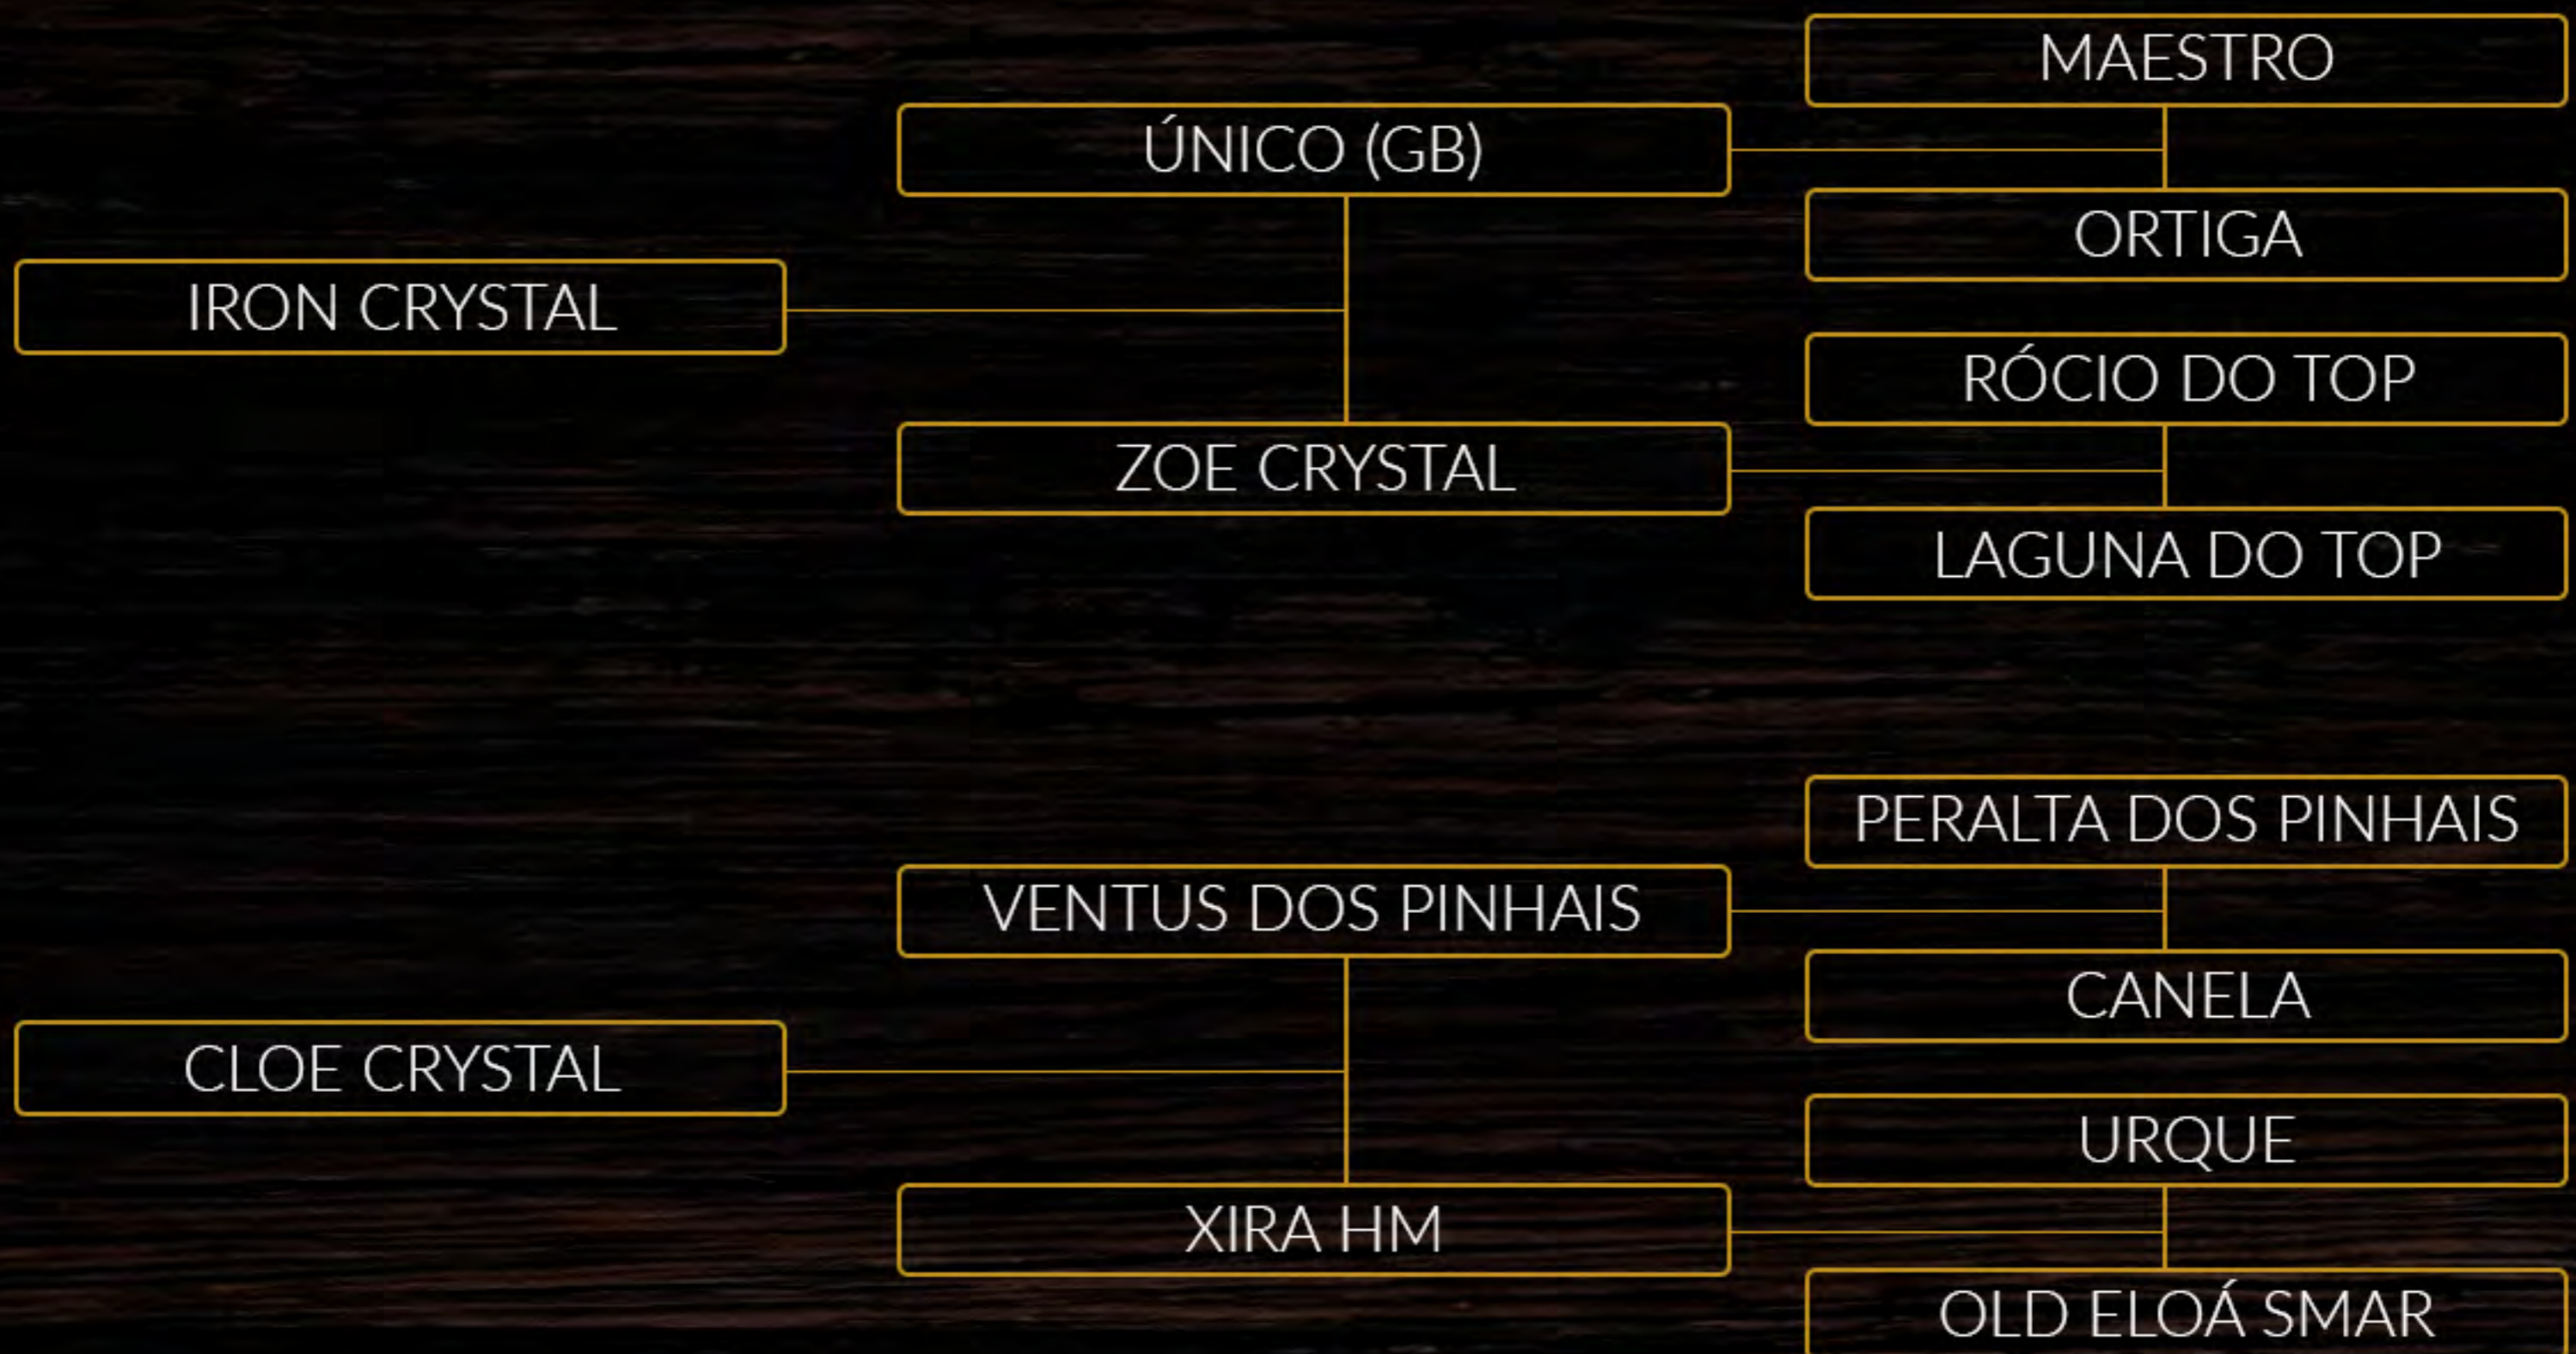 MAESTRO
ÚNICO (GB)
ORTIGA
IRON CRYSTAL
RÓCIO DO TOP
ZOE CRYSTAL
LAGUNA DO TOP
PERALTA DOS PINHAIS
VENTUS DOS PINHAIS
CANELA
CLOE CRYSTAL
URQUE
XIRA HM
OLD ELOÁ SMAR